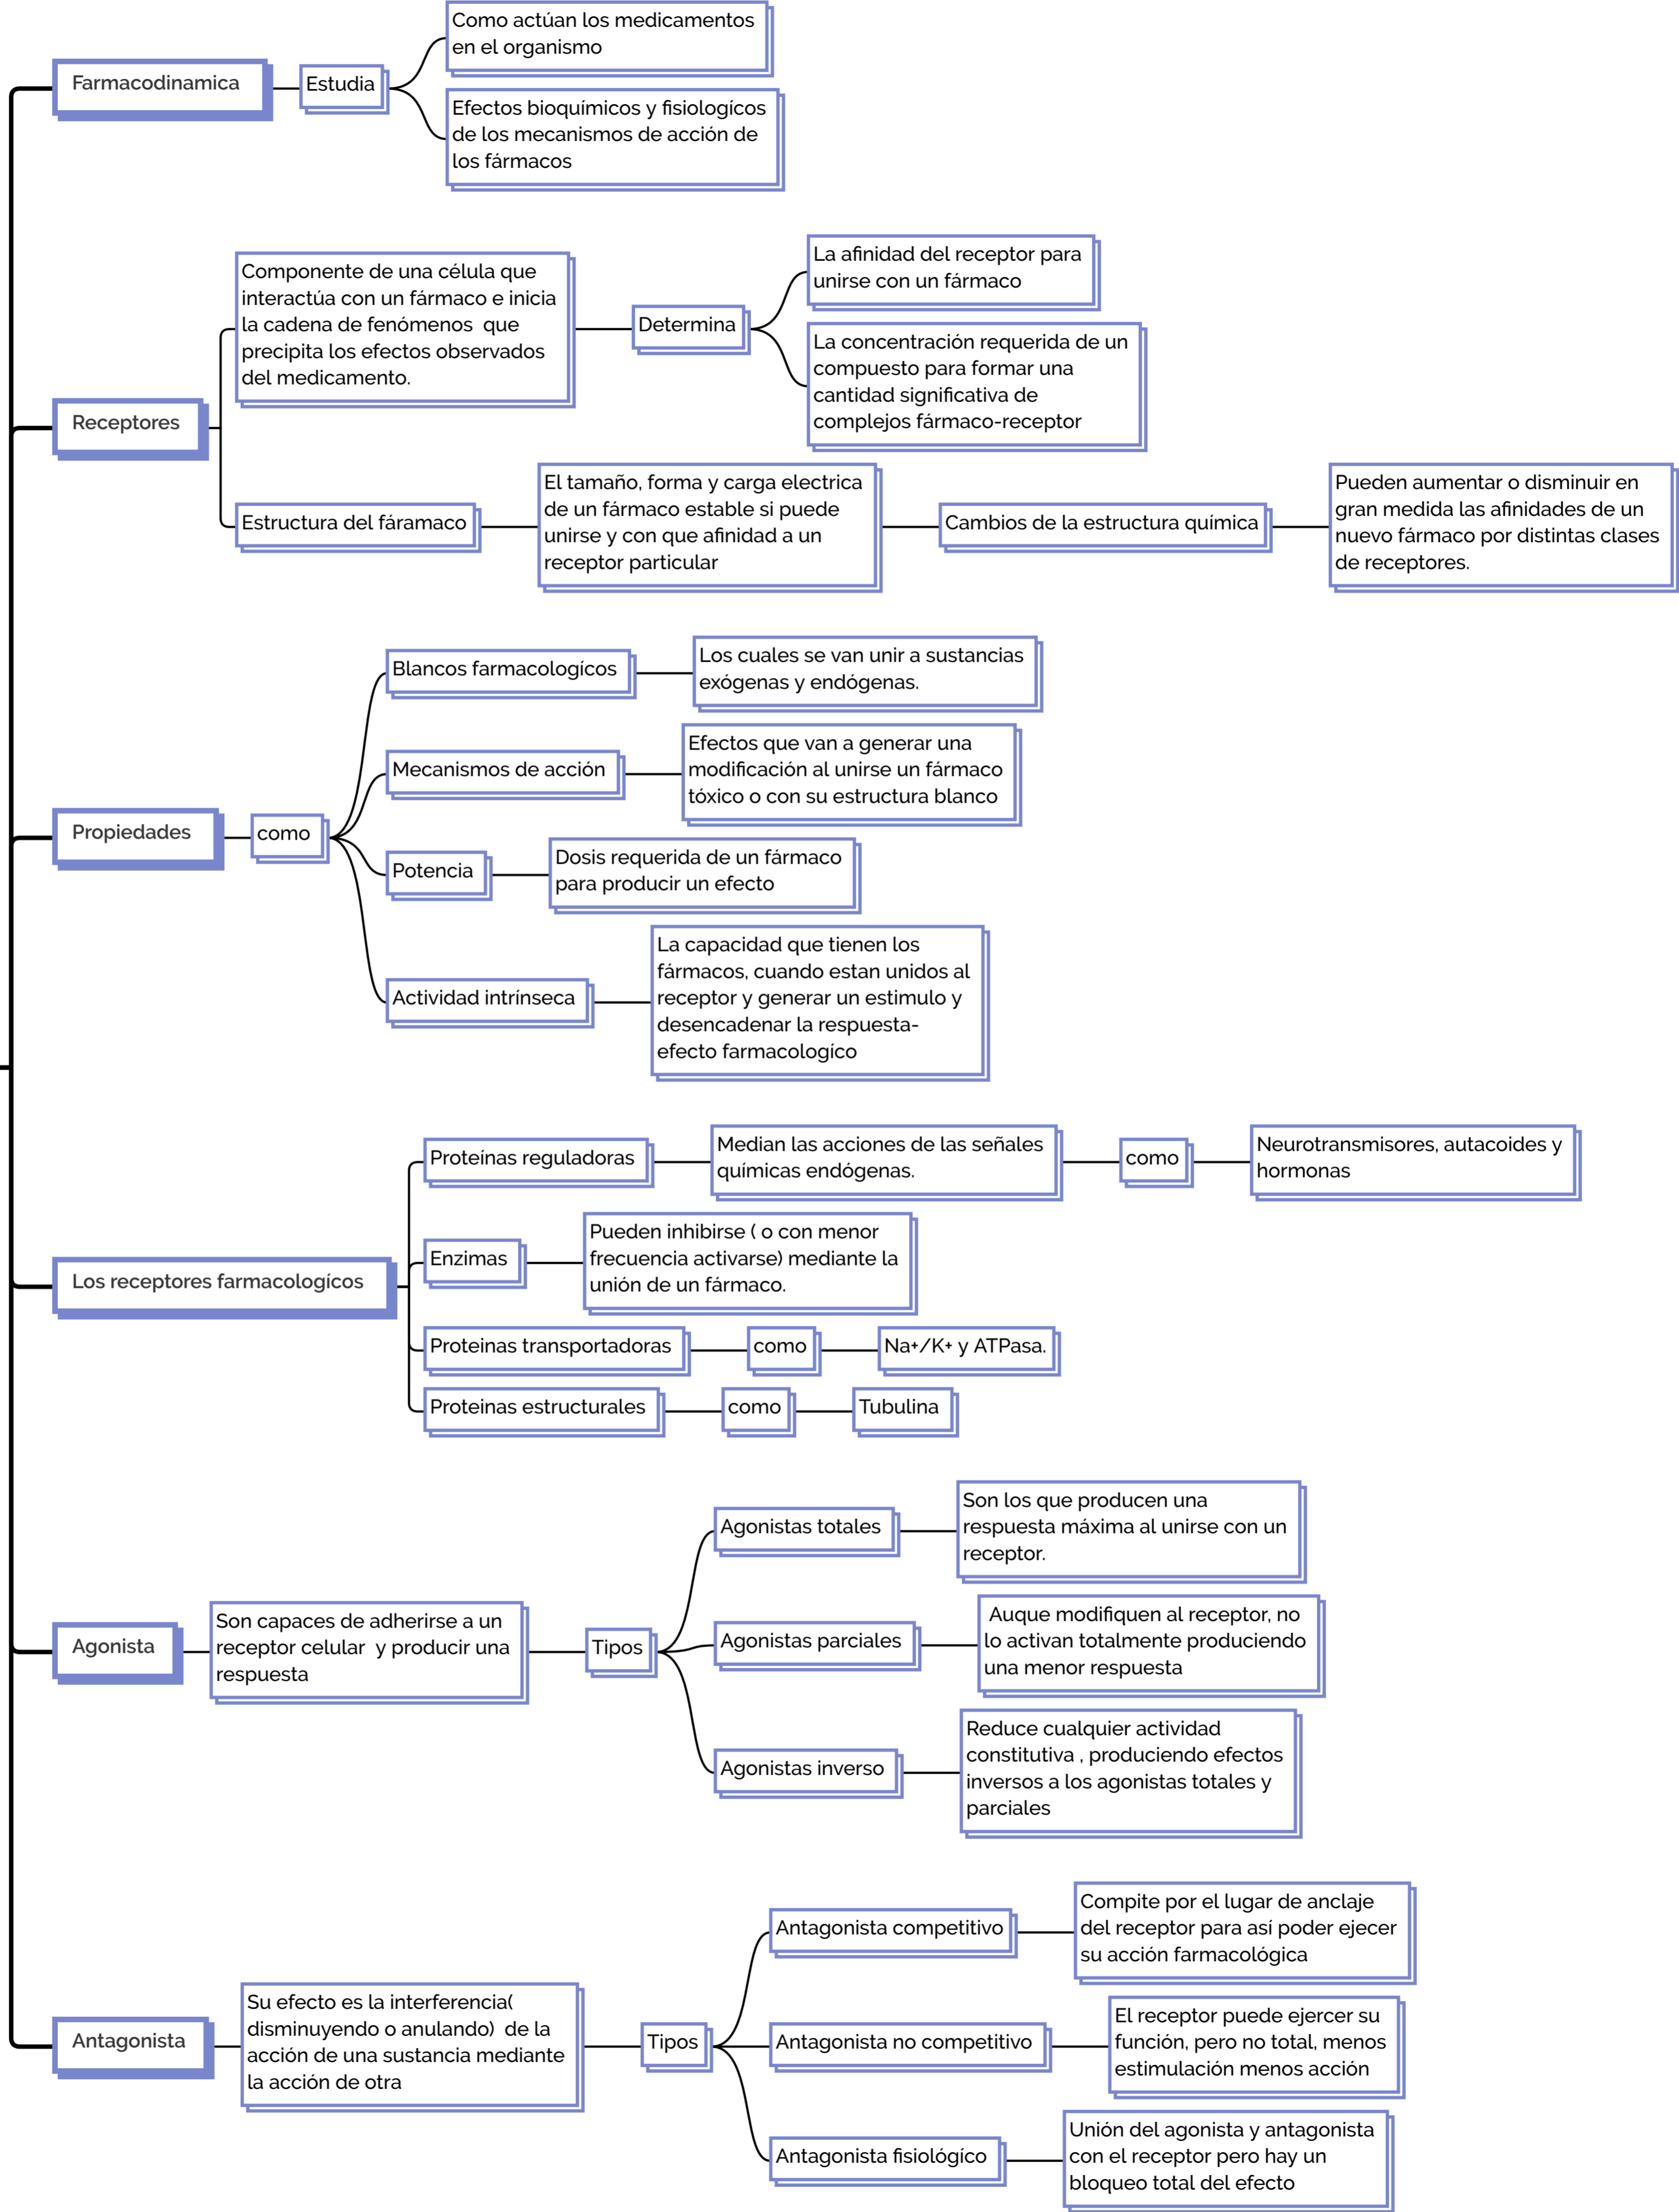 Farmacodinamica
Estudia
Como actúan los medicamentos
en el organismo
Efectos bioquímicos y fisiologícos
de los mecanismos de acción de
los fármacos
Receptores
Componente de una célula que
interactúa con un fármaco e inicia
la cadena de fenómenos que
precipita los efectos observados
del medicamento.
Determina
La afinidad del receptor para
unirse con un fármaco
La concentración requerida de un
compuesto para formar una
cantidad significativa de
complejos fármaco-receptor
Estructura del fáramaco
El tamaño, forma y carga electrica
de un fármaco estable si puede
unirse y con que afinidad a un
receptor particular
Cambios de la estructura química
Pueden aumentar o disminuir en
gran medida las afinidades de un
nuevo fármaco por distintas clases
de receptores.
Propiedades
como
Blancos farmacologícos
Los cuales se van unir a sustancias
exógenas y endógenas.
Mecanismos de acción
Efectos que van a generar una
modificación al unirse un fármaco
tóxico o con su estructura blanco
Potencia
Dosis requerida de un fármaco
para producir un efecto
Actividad intrínseca
La capacidad que tienen los
fármacos, cuando estan unidos al
receptor y generar un estimulo y
desencadenar la respuesta-
efecto farmacologíco
Los receptores farmacologícos
Proteínas reguladoras
Median las acciones de las señales
químicas endógenas.
como
Neurotransmisores, autacoides y
hormonas
Enzimas
Pueden inhibirse ( o con menor
frecuencia activarse) mediante la
unión de un fármaco.
Proteinas transportadoras
como
Na+/K+ y ATPasa.
Proteinas estructurales
como
Tubulina
Agonista
Son capaces de adherirse a un
receptor celular y producir una
respuesta
Tipos
Agonistas totales
Son los que producen una
respuesta máxima al unirse con un
receptor.
Agonistas parciales
Auque modifiquen al receptor, no
lo activan totalmente produciendo
una menor respuesta
Agonistas inverso
Reduce cualquier actividad
constitutiva , produciendo efectos
inversos a los agonistas totales y
parciales
Antagonista
Su efecto es la interferencia(
disminuyendo o anulando) de la
acción de una sustancia mediante
la acción de otra
Tipos
Antagonista competitivo
Compite por el lugar de anclaje
del receptor para así poder ejecer
su acción farmacológica
Antagonista no competitivo
El receptor puede ejercer su
función, pero no total, menos
estimulación menos acción
Antagonista fisiológíco
Unión del agonista y antagonista
con el receptor pero hay un
bloqueo total del efecto